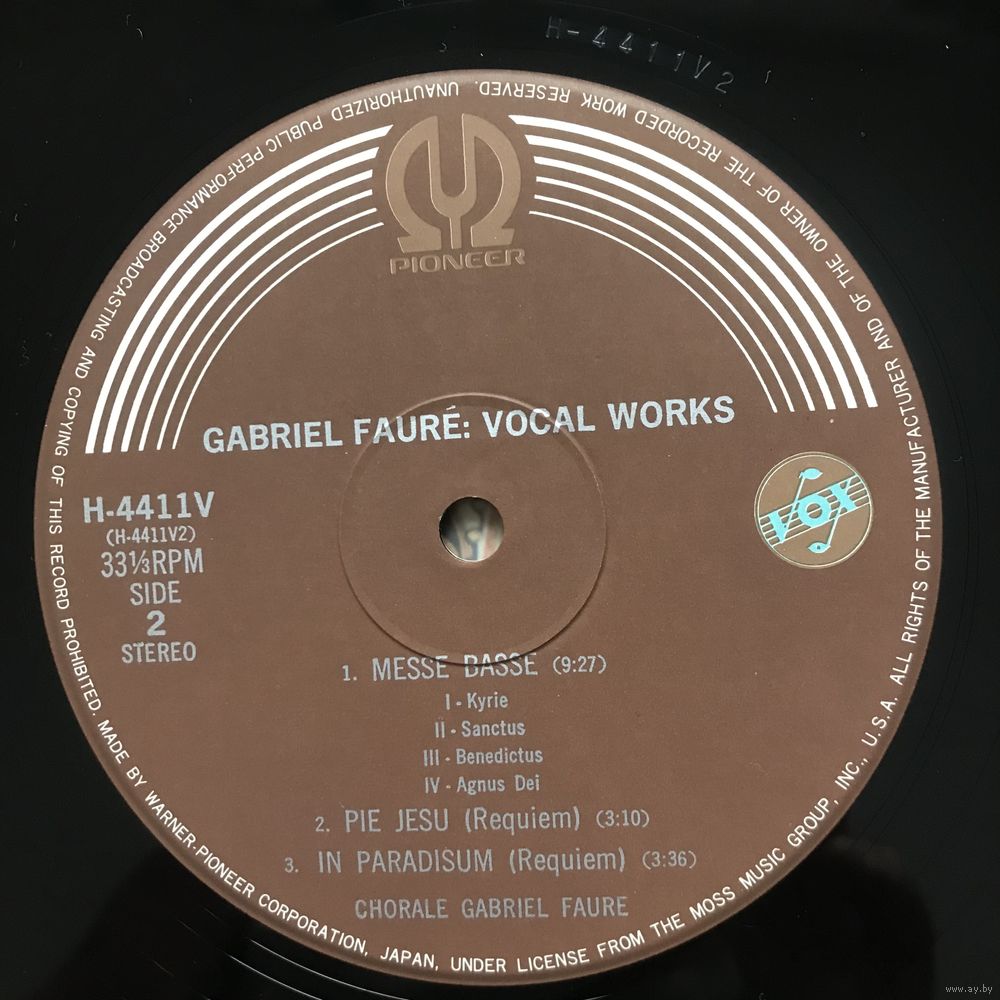 H-4411V2
PIONEER
GABRIEL FAURÉ: VOCAL WORKS
H-4411V
(H-4411V2)
33⅓RPM
SIDE
2
STEREO
VOX
1. MESSE BASSE (9:27)
I - Kyrie
II - Sanctus
III - Benedictus
IV - Agnus Dei
2. PIE JESU (Requiem) (3:10)
3. IN PARADISUM (Requiem) (3:36)
CHORALE GABRIEL FAURE
MADE BY WARNER-PIONEER CORPORATION, JAPAN, UNDER LICENSE FROM THE MOSS MUSIC GROUP, INC., U.S.A. ALL RIGHTS OF THE MANUFACTURER AND OF THE OWNER OF THE RECORDED WORK RESERVED. UNAUTHORIZED PUBLIC PERFORMANCE BROADCASTING AND COPYING OF THIS RECORD PROHIBITED.
www.ay.by